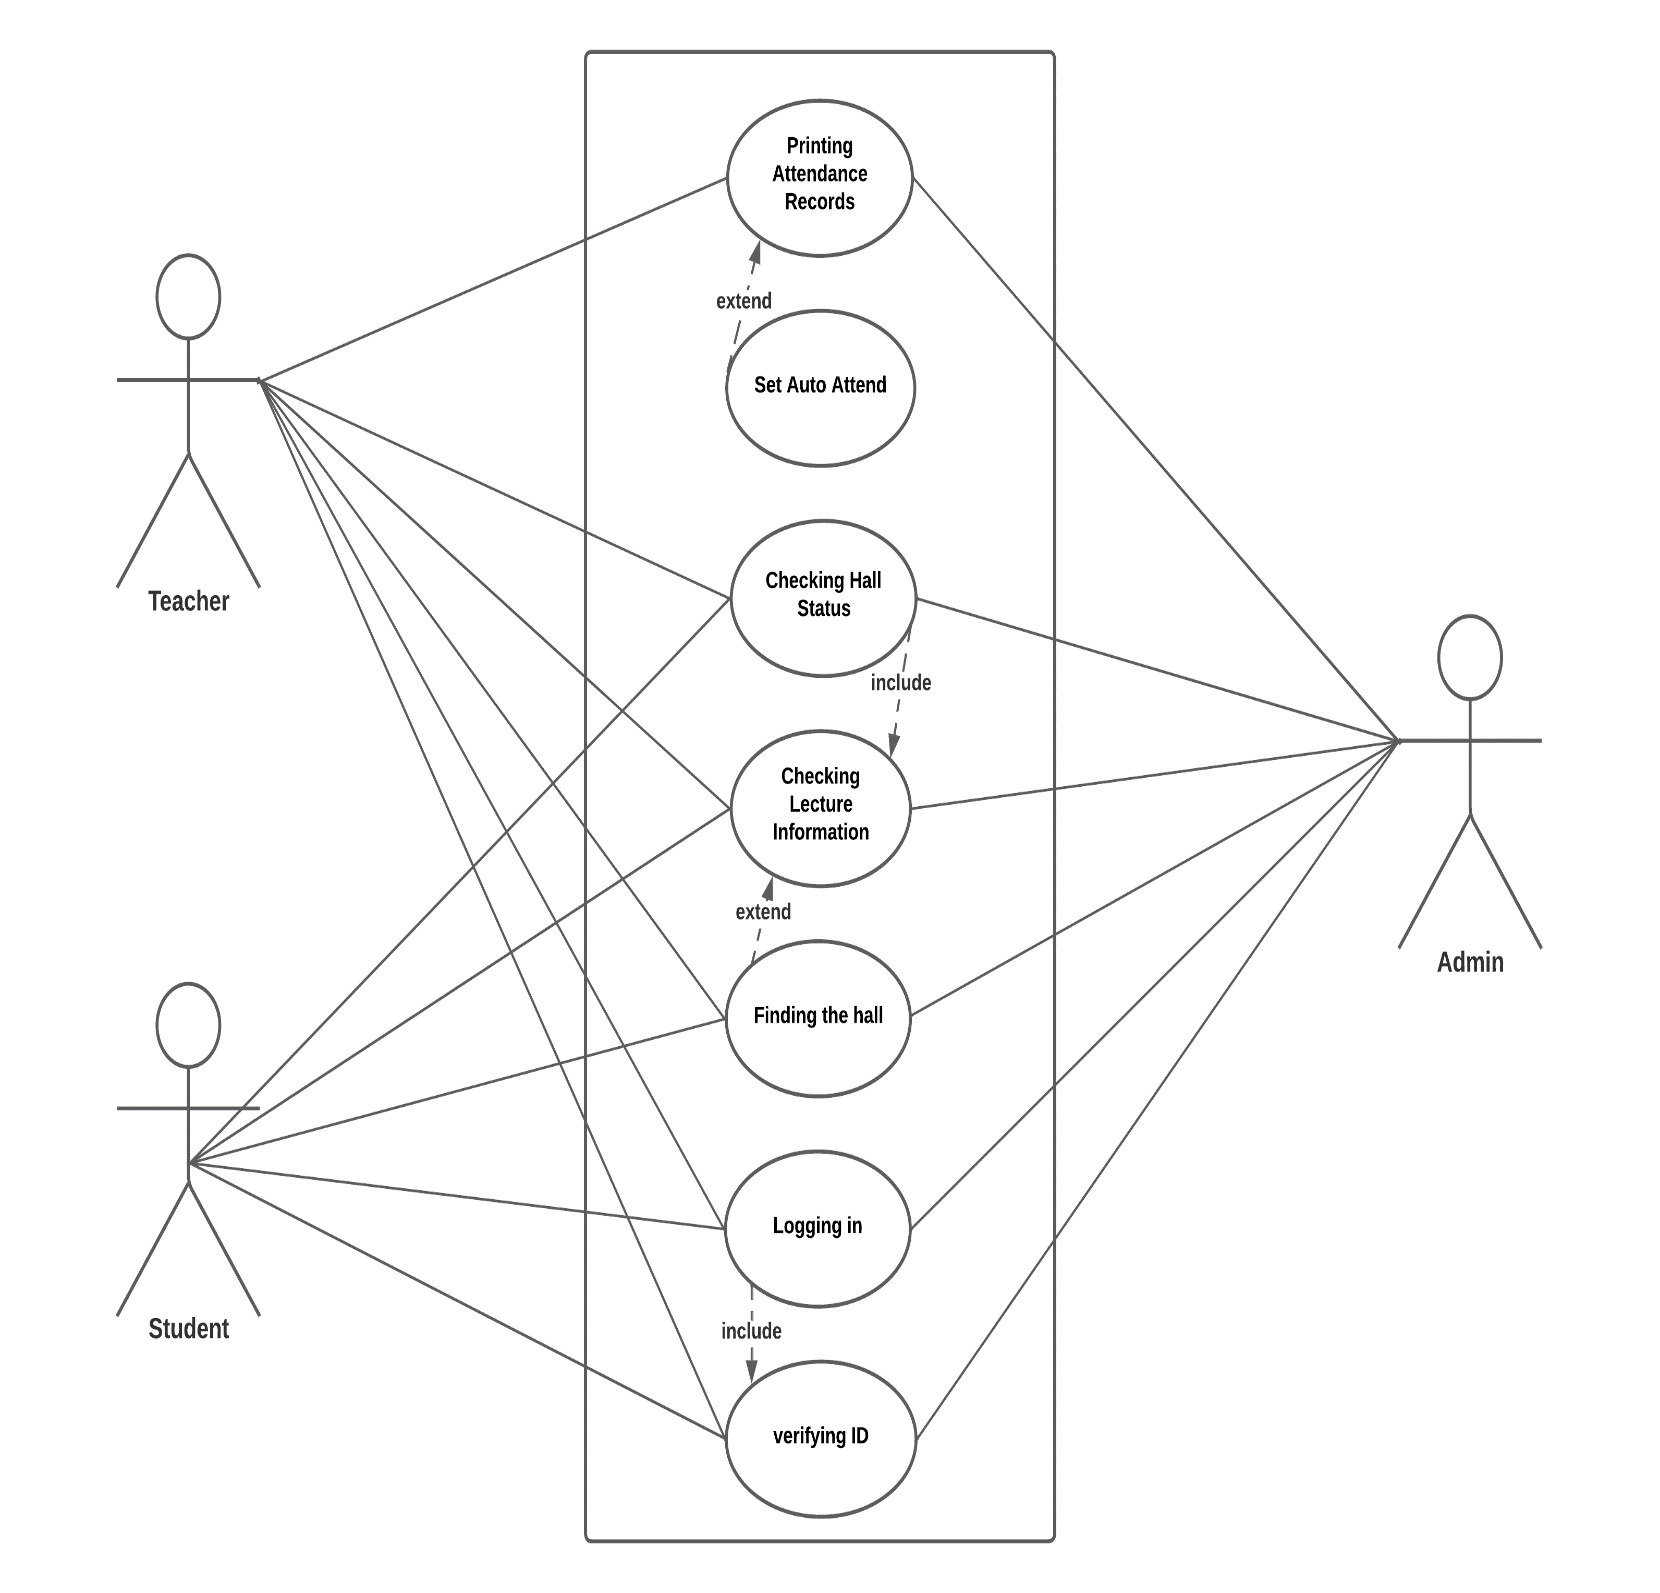 Printing
Attendance
Records
extend
Set Auto Attend
Teacher
Checking Hall
Status
include
Checking
Lecture
Information
extend
Admin
Finding the hall
Logging in
Student
include
verifying ID